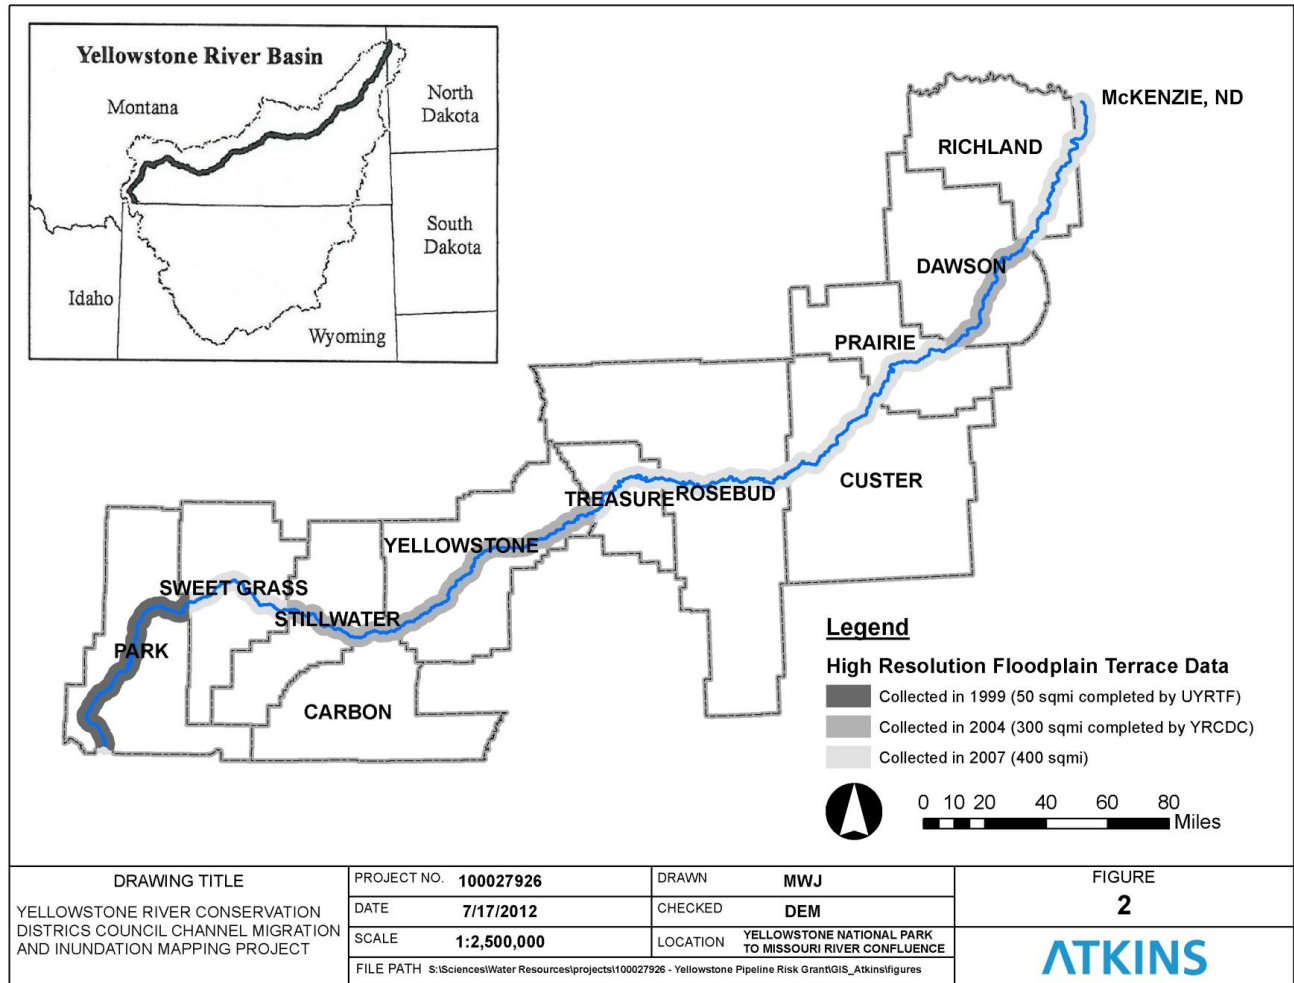 Yellowstone River Basin
Montana
North
Dakota
South
Dakota
Idaho
Wyoming
McKENZIE, ND
RICHLAND
DAWSON
PRAIRIE
CUSTER
TREASURE
ROSEBUD
YELLOWSTONE
SWEET GRASS
STILLWATER
PARK
CARBON
Legend
High Resolution Floodplain Terrace Data
Collected in 1999 (50 sqmi completed by UYRTF)
Collected in 2004 (300 sqmi completed by YRCDC)
Collected in 2007 (400 sqmi)
0 10 20 40 60 80
Miles
DRAWING TITLE
YELLOWSTONE RIVER CONSERVATION
DISTRICS COUNCIL CHANNEL MIGRATION
AND INUNDATION MAPPING PROJECT
PROJECT NO. 100027926
DATE 7/17/2012
SCALE 1:2,500,000
DRAWN MWJ
CHECKED DEM
LOCATION YELLOWSTONE NATIONAL PARK
TO MISSOURI RIVER CONFLUENCE
FILE PATH S:\Sciences\Water Resources\projects\100027926 - Yellowstone Pipeline Risk Grant\GIS_Atkins\figures
FIGURE
2
ATKINS